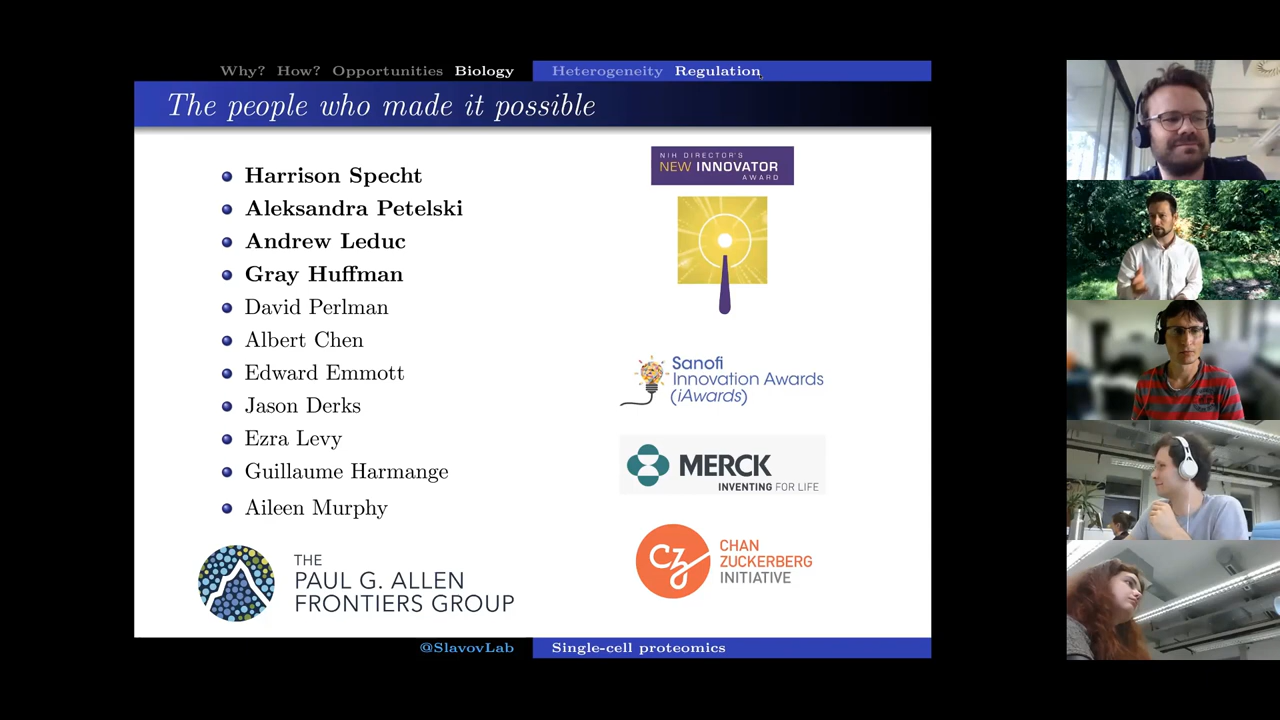 Why? How? Opportunities Biology
Heterogeneity Regulation
The people who made it possible
Harrison Specht
Aleksandra Petelski
Andrew Leduc
Gray Huffman
David Perlman
Albert Chen
Edward Emmott
Jason Derks
Ezra Levy
Guillaume Harmange
Aileen Murphy
THE
PAUL G. ALLEN
FRONTIERS GROUP
NIH DIRECTOR'S
NEW INNOVATOR
AWARD
Sanofi
Innovation Awards
(iAwards)
MERCK
INVENTING FOR LIFE
cz
CHAN
ZUCKERBERG
INITIATIVE
@SlavovLab
Single-cell proteomics